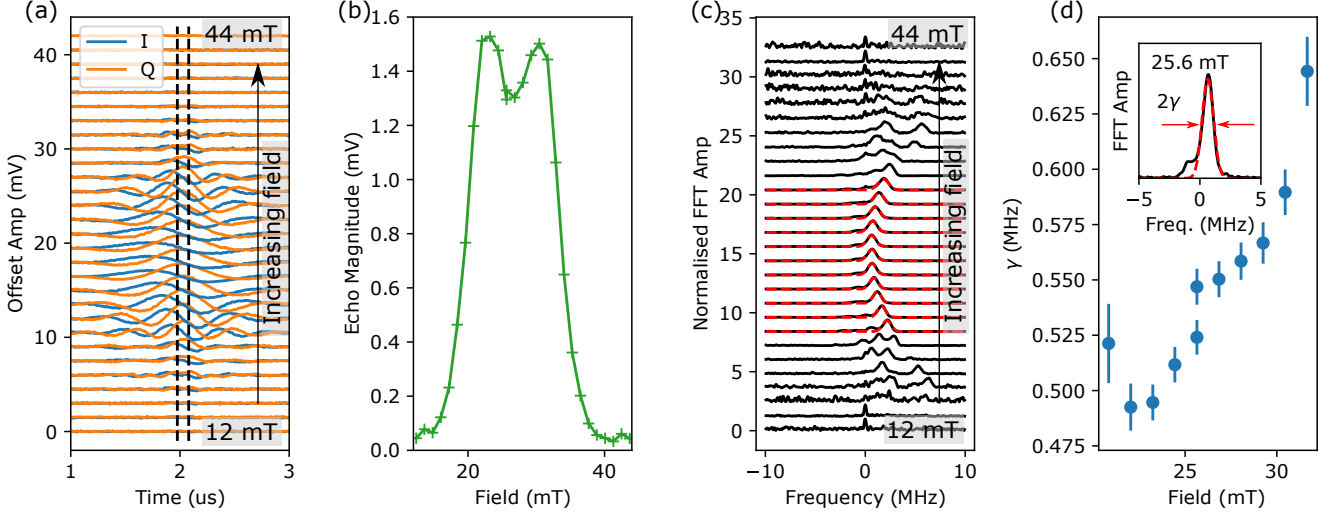 (a)
I
Q
44 mT
Increasing field
12 mT
Offset Amp (mV)
0
10
20
30
40
1
2
3
Time (us)
(b)
Echo Magnitude (mV)
0.0
0.2
0.4
0.6
0.8
1.0
1.2
1.4
1.6
20
40
Field (mT)
(c)
44 mT
Increasing field
12 mT
Normalised FFT Amp
0
5
10
15
20
25
30
35
−10
−5
0
5
10
Frequency (MHz)
(d)
γ (MHz)
0.475
0.500
0.525
0.550
0.575
0.600
0.625
0.650
25
30
Field (mT)
25.6 mT
2γ
FFT Amp
−5
0
5
Freq. (MHz)